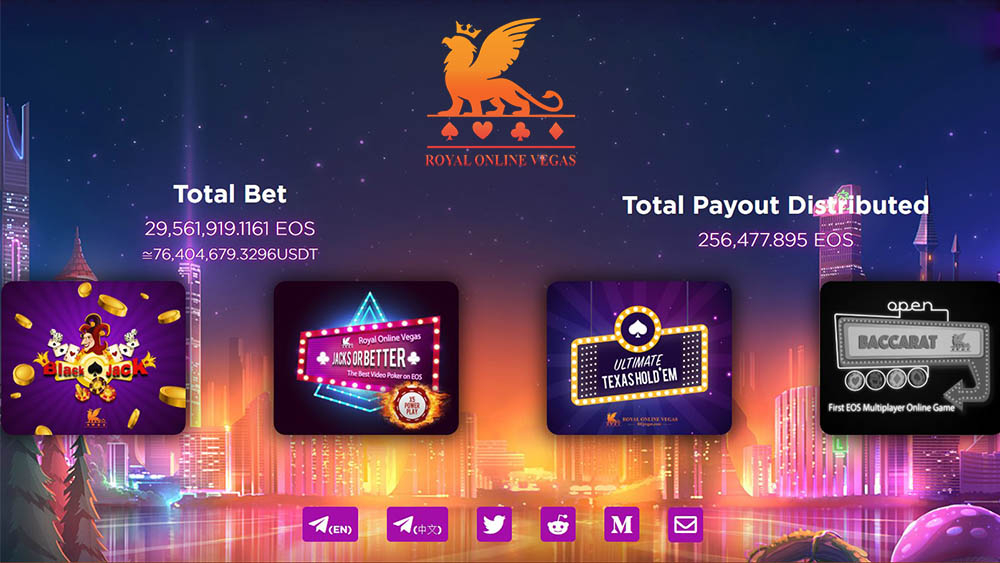 ROYAL ONLINE VEGAS
Total Bet
29,561,919.1161 EOS
≃76,404,679.3296USDT
Total Payout Distributed
256,477.895 EOS
Black Jack
Royal Online Vegas
JACKS OR BETTER
The Best Video Poker on EOS
X5
POWER
PLAY
ULTIMATE
TEXAS HOLD'EM
ROYAL ONLINE VEGAS
open
BACCARAT
First EOS Multiplayer Online Game
(EN)
(中文)
M